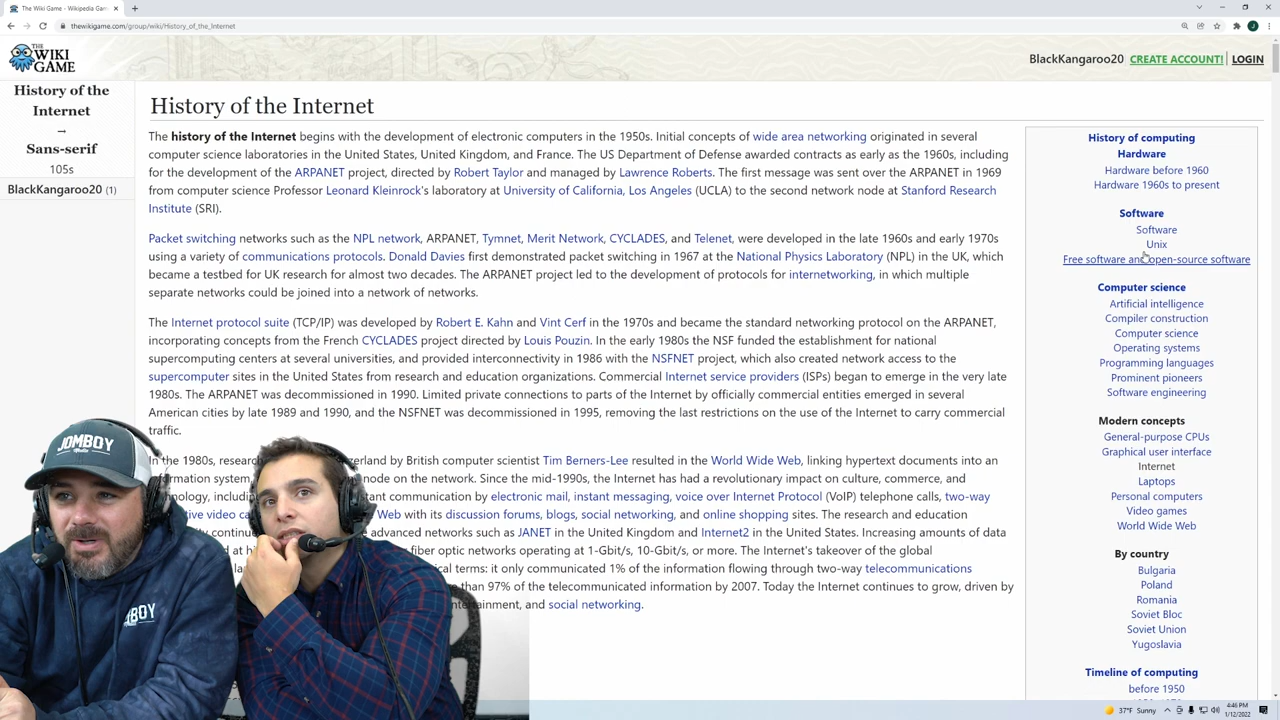 The Wiki Game - Wikipedia Gam
thewikigame.com/group/wiki/History_of_the_Internet
THE WIKI GAME
BlackKangaroo20 CREATE ACCOUNT! | LOGIN
History of the Internet
→
Sans-serif
105s
BlackKangaroo20 (1)
History of the Internet
The history of the Internet begins with the development of electronic computers in the 1950s. Initial concepts of wide area networking originated in several
computer science laboratories in the United States, United Kingdom, and France. The US Department of Defense awarded contracts as early as the 1960s, including
for the development of the ARPANET project, directed by Robert Taylor and managed by Lawrence Roberts. The first message was sent over the ARPANET in 1969
from computer science Professor Leonard Kleinrock's laboratory at University of California, Los Angeles (UCLA) to the second network node at Stanford Research
Institute (SRI).
Packet switching networks such as the NPL network, ARPANET, Tymnet, Merit Network, CYCLADES, and Telenet, were developed in the late 1960s and early 1970s
using a variety of communications protocols. Donald Davies first demonstrated packet switching in 1967 at the National Physics Laboratory (NPL) in the UK, which
became a testbed for UK research for almost two decades. The ARPANET project led to the development of protocols for internetworking, in which multiple
separate networks could be joined into a network of networks.
The Internet protocol suite (TCP/IP) was developed by Robert E. Kahn and Vint Cerf in the 1970s and became the standard networking protocol on the ARPANET,
incorporating concepts from the French CYCLADES project directed by Louis Pouzin. In the early 1980s the NSF funded the establishment for national
supercomputing centers at several universities, and provided interconnectivity in 1986 with the NSFNET project, which also created network access to the
supercomputer sites in the United States from research and education organizations. Commercial Internet service providers (ISPs) began to emerge in the very late
1980s. The ARPANET was decommissioned in 1990. Limited private connections to parts of the Internet by officially commercial entities emerged in several
American cities by late 1989 and 1990, and the NSFNET was decommissioned in 1995, removing the last restrictions on the use of the Internet to carry commercial
traffic.
In the 1980s, research erland by British computer scientist Tim Berners-Lee resulted in the World Wide Web, linking hypertext documents into an
formation system, node on the network. Since the mid-1990s, the Internet has had a revolutionary impact on culture, commerce, and
nology, includi tant communication by electronic mail, instant messaging, voice over Internet Protocol (VoIP) telephone calls, two-way
ive video ca Web with its discussion forums, blogs, social networking, and online shopping sites. The research and education
ty continu advanced networks such as JANET in the United Kingdom and Internet2 in the United States. Increasing amounts of data
d at hi fiber optic networks operating at 1-Gbit/s, 10-Gbit/s, or more. The Internet's takeover of the global
la rical terms: it only communicated 1% of the information flowing through two-way telecommunications
re than 97% of the telecommunicated information by 2007. Today the Internet continues to grow, driven by
ntertainment, and social networking.
History of computing
Hardware
Hardware before 1960
Hardware 1960s to present
Software
Software
Unix
Free software and open-source software
Computer science
Artificial intelligence
Compiler construction
Computer science
Operating systems
Programming languages
Prominent pioneers
Software engineering
Modern concepts
General-purpose CPUs
Graphical user interface
Internet
Laptops
Personal computers
Video games
World Wide Web
By country
Bulgaria
Poland
Romania
Soviet Bloc
Soviet Union
Yugoslavia
Timeline of computing
before 1950
JOMBOY
Media
JOMBOY
37°F Sunny
4:46 PM
1/12/2022